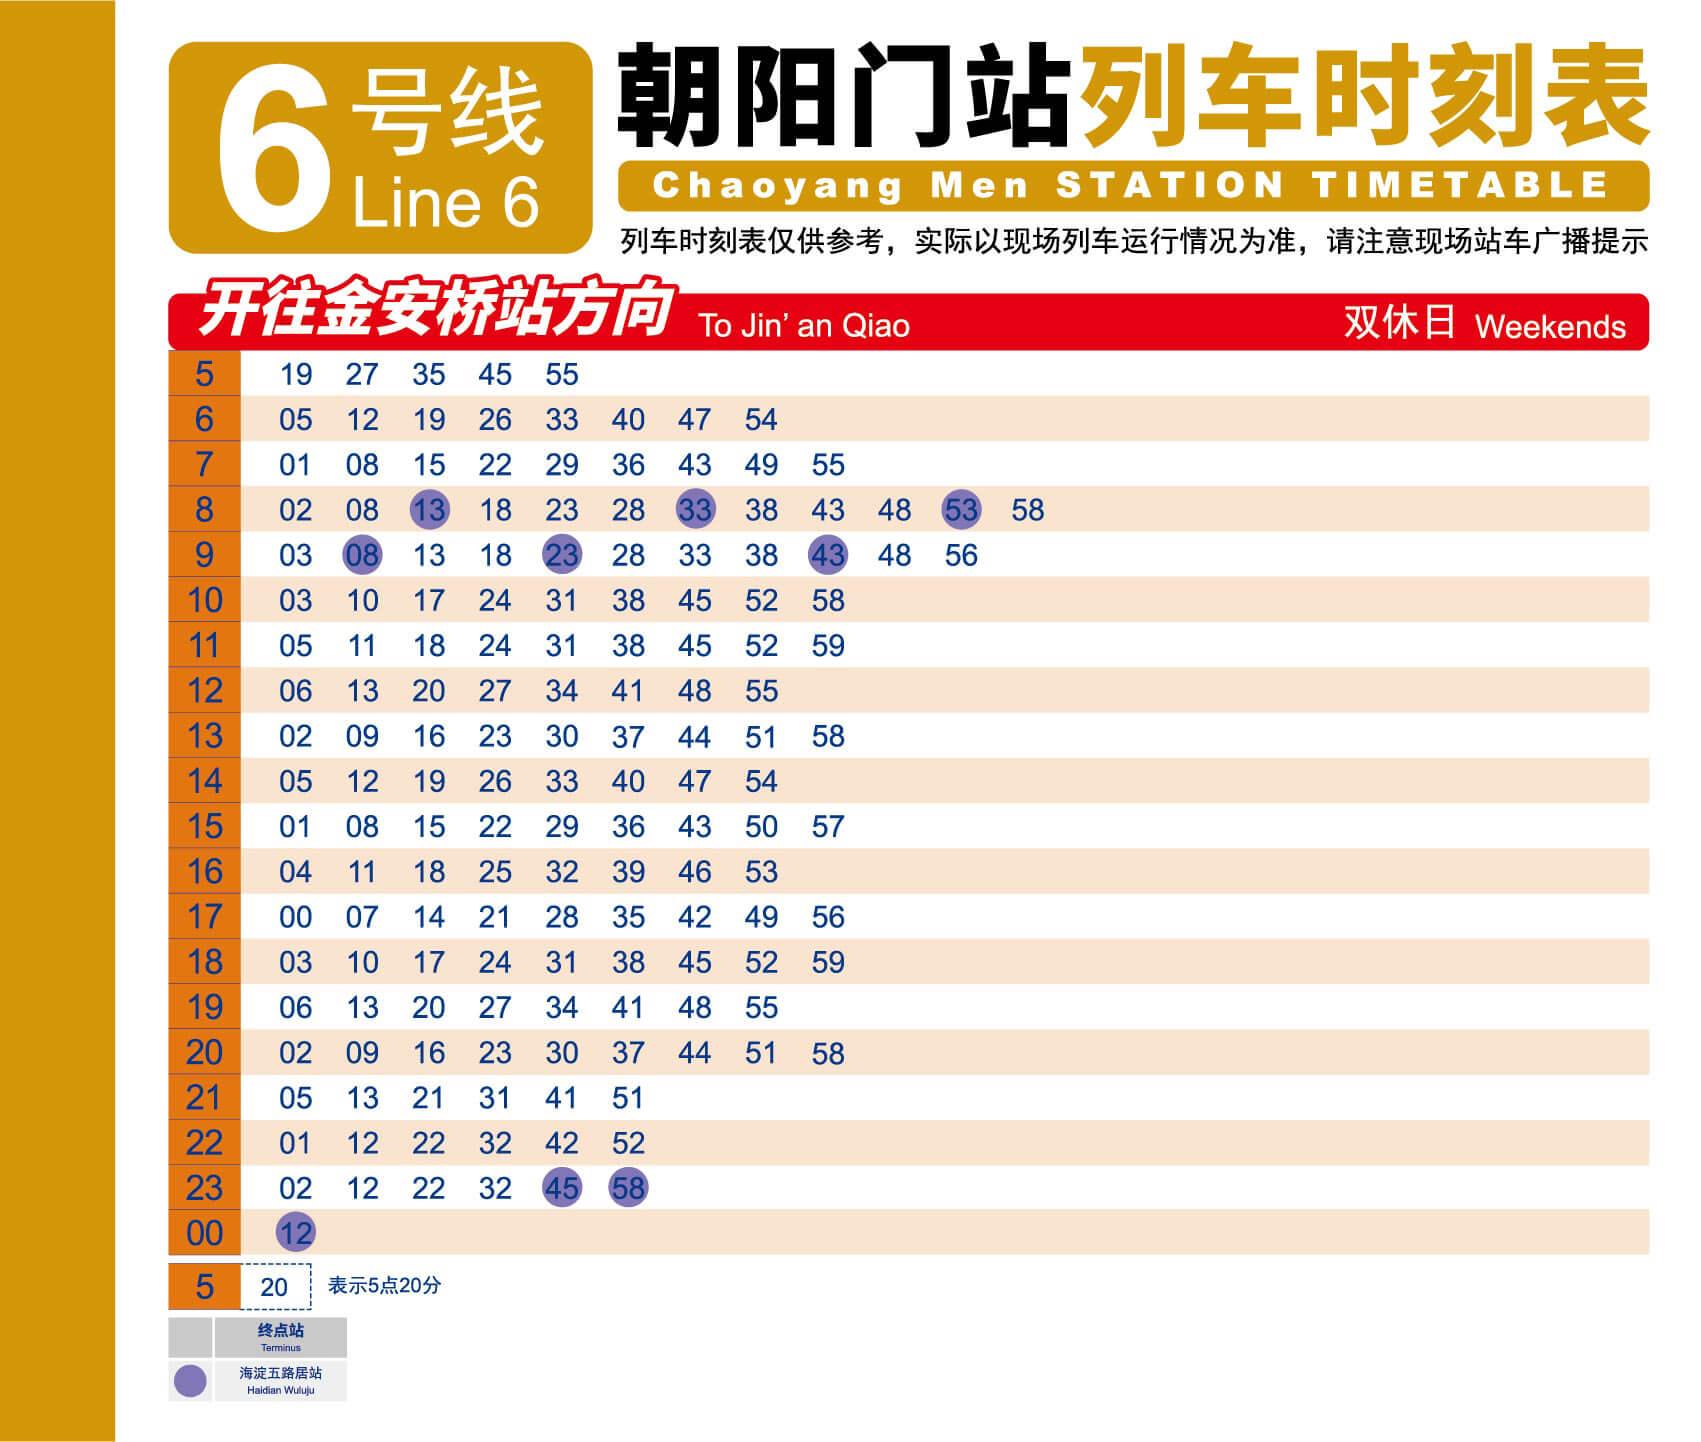 6号线
Line 6
朝阳门站列车时刻表
Chaoyang Men STATION TIMETABLE
列车时刻表仅供参考，实际以现场列车运行情况为准，请注意现场站车广播提示
开往金安桥站方向 To Jin’ an Qiao 双休日 Weekends
5 19 27 35 45 55
6 05 12 19 26 33 40 47 54
7 01 08 15 22 29 36 43 49 55
8 02 08 13 18 23 28 33 38 43 48 53 58
9 03 08 13 18 23 28 33 38 43 48 56
10 03 10 17 24 31 38 45 52 58
11 05 11 18 24 31 38 45 52 59
12 06 13 20 27 34 41 48 55
13 02 09 16 23 30 37 44 51 58
14 05 12 19 26 33 40 47 54
15 01 08 15 22 29 36 43 50 57
16 04 11 18 25 32 39 46 53
17 00 07 14 21 28 35 42 49 56
18 03 10 17 24 31 38 45 52 59
19 06 13 20 27 34 41 48 55
20 02 09 16 23 30 37 44 51 58
21 05 13 21 31 41 51
22 01 12 22 32 42 52
23 02 12 22 32 45 58
00 12
5 20 表示5点20分
终点站
Terminus
海淀五路居站
Haidian Wuluju